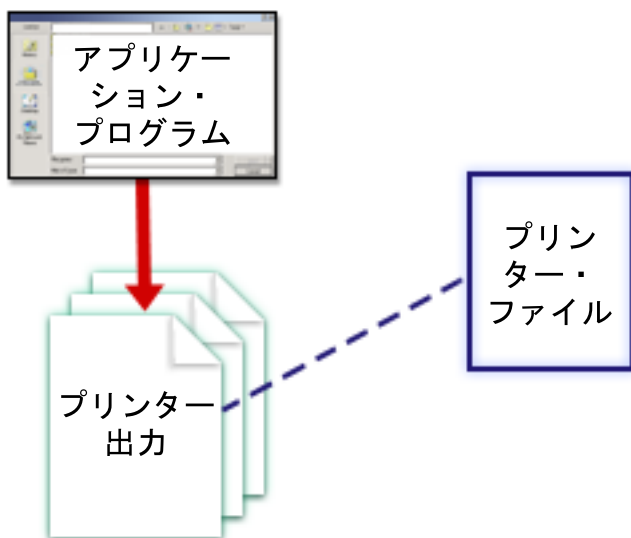 アプリケー
ション・
プログラム
プリン
ター・
ファイル
プリンター
出力